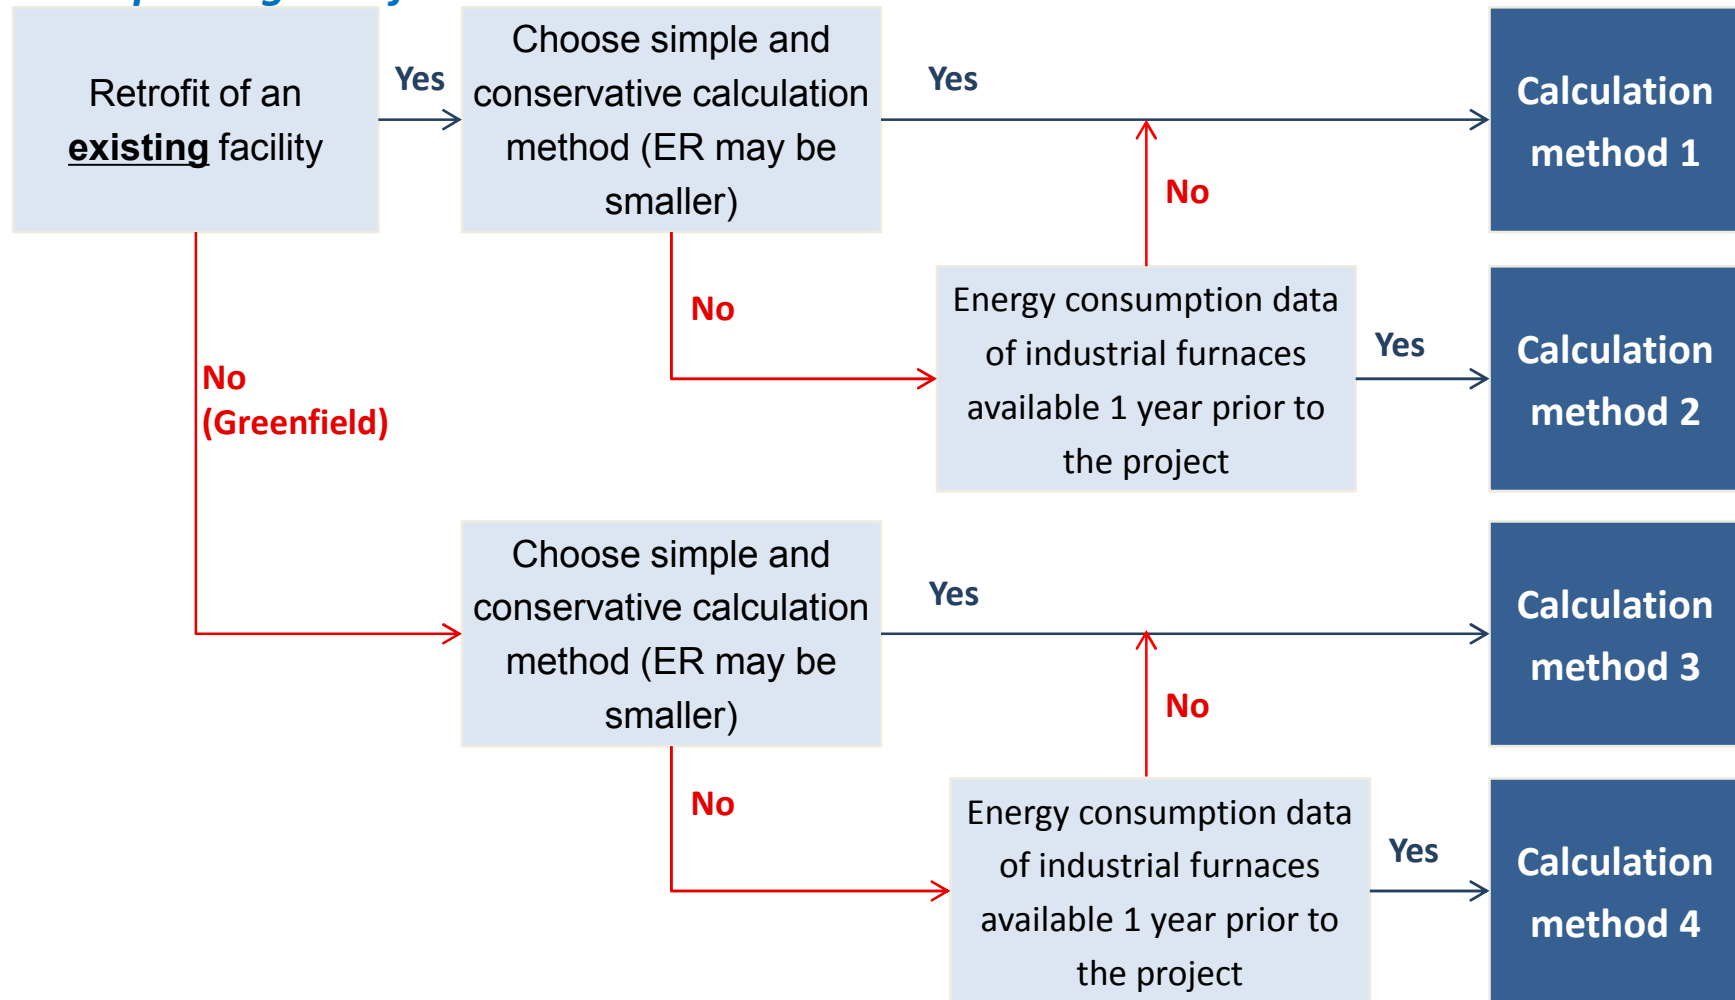 Retrofit of an
existing facility
Yes
Choose simple and
conservative calculation
method (ER may be
smaller)
Yes
Calculation
method 1
No
No
Energy consumption data
of industrial furnaces
available 1 year prior to
the project
Yes
Calculation
method 2
No
(Greenfield)
Choose simple and
conservative calculation
method (ER may be
smaller)
Yes
Calculation
method 3
No
No
Energy consumption data
of industrial furnaces
available 1 year prior to
the project
Yes
Calculation
method 4